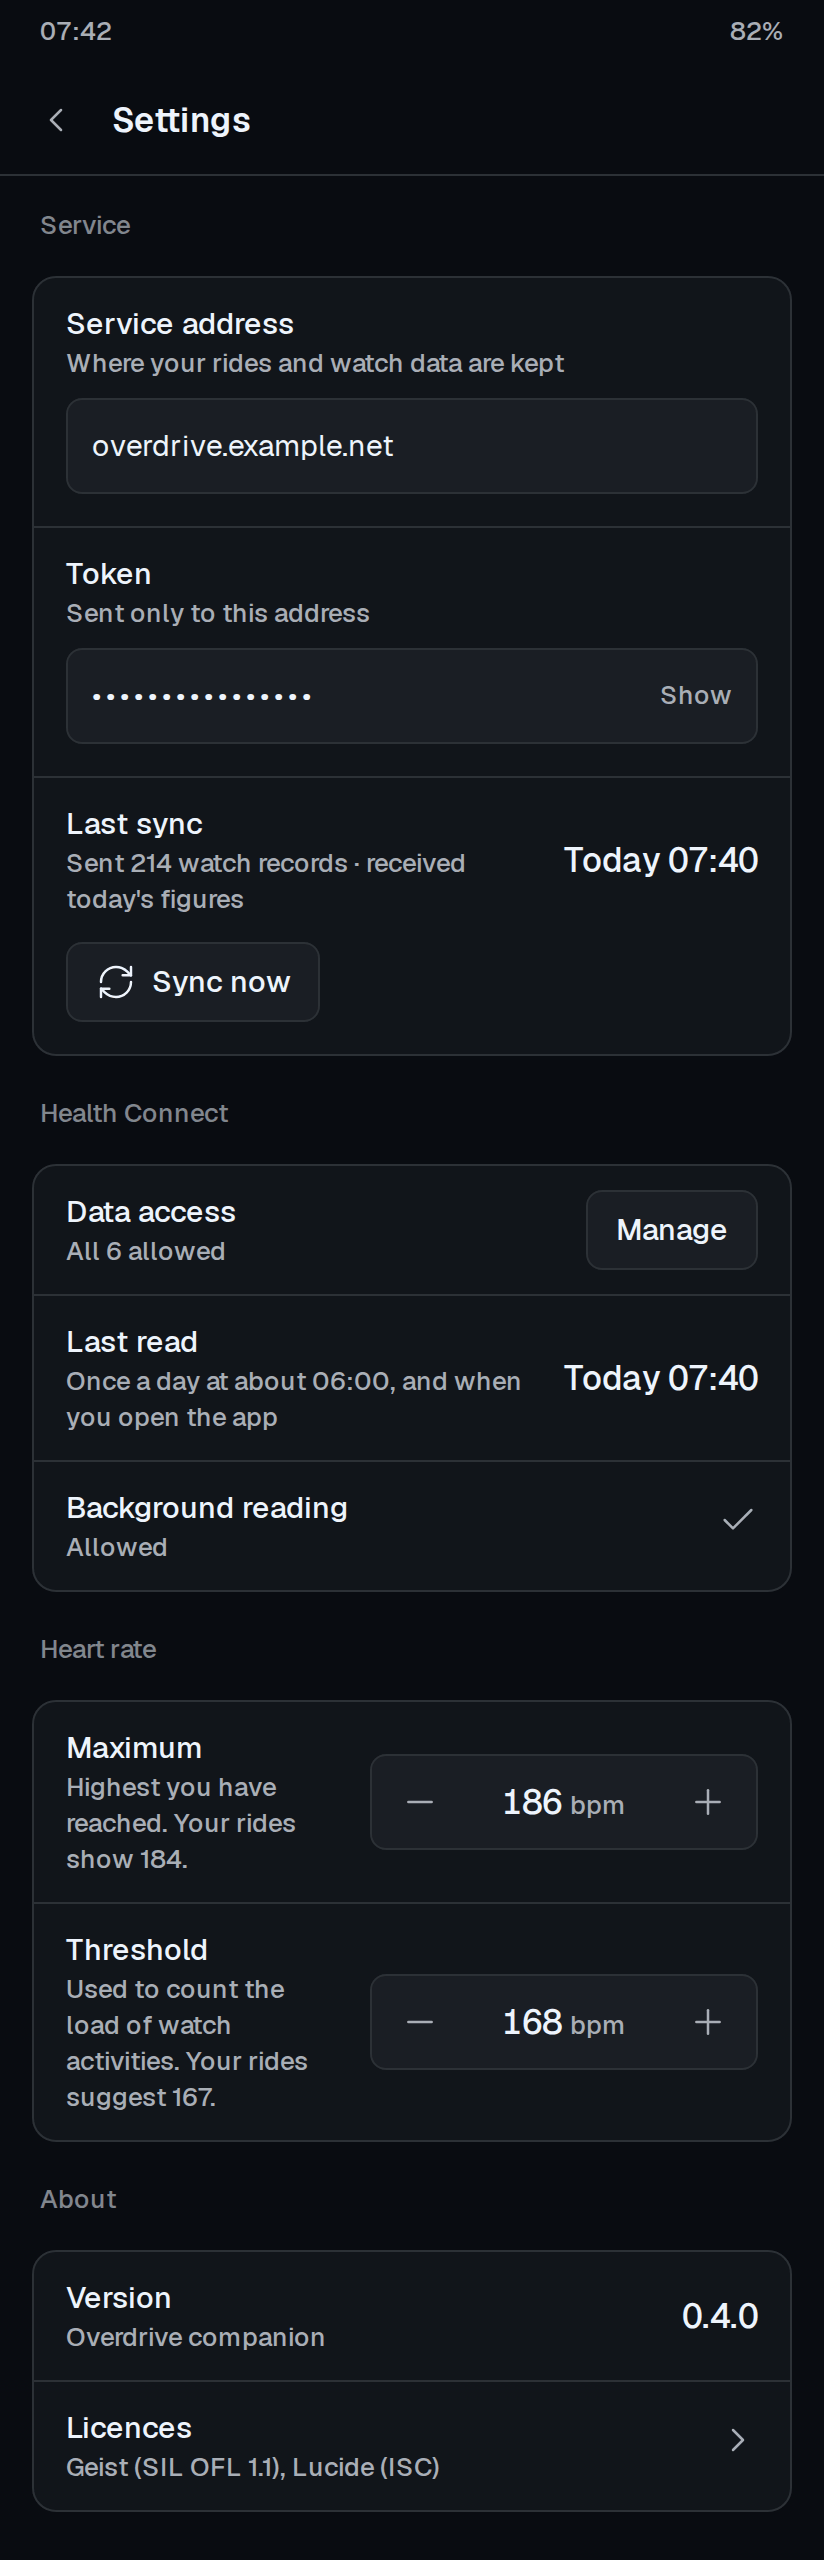 07:42 82%
Settings
Service
Service address
Where your rides and watch data are kept
overdrive.example.net
Token
Sent only to this address
•••••••••••••••• Show
Last sync
Sent 214 watch records · received
today's figures
Today 07:40
Sync now
Health Connect
Data access
All 6 allowed
Manage
Last read
Once a day at about 06:00, and when
you open the app
Today 07:40
Background reading
Allowed
Heart rate
Maximum
Highest you have
reached. Your rides
show 184.
186 bpm
Threshold
Used to count the
load of watch
activities. Your rides
suggest 167.
168 bpm
About
Version
Overdrive companion
0.4.0
Licences
Geist (SIL OFL 1.1), Lucide (ISC)